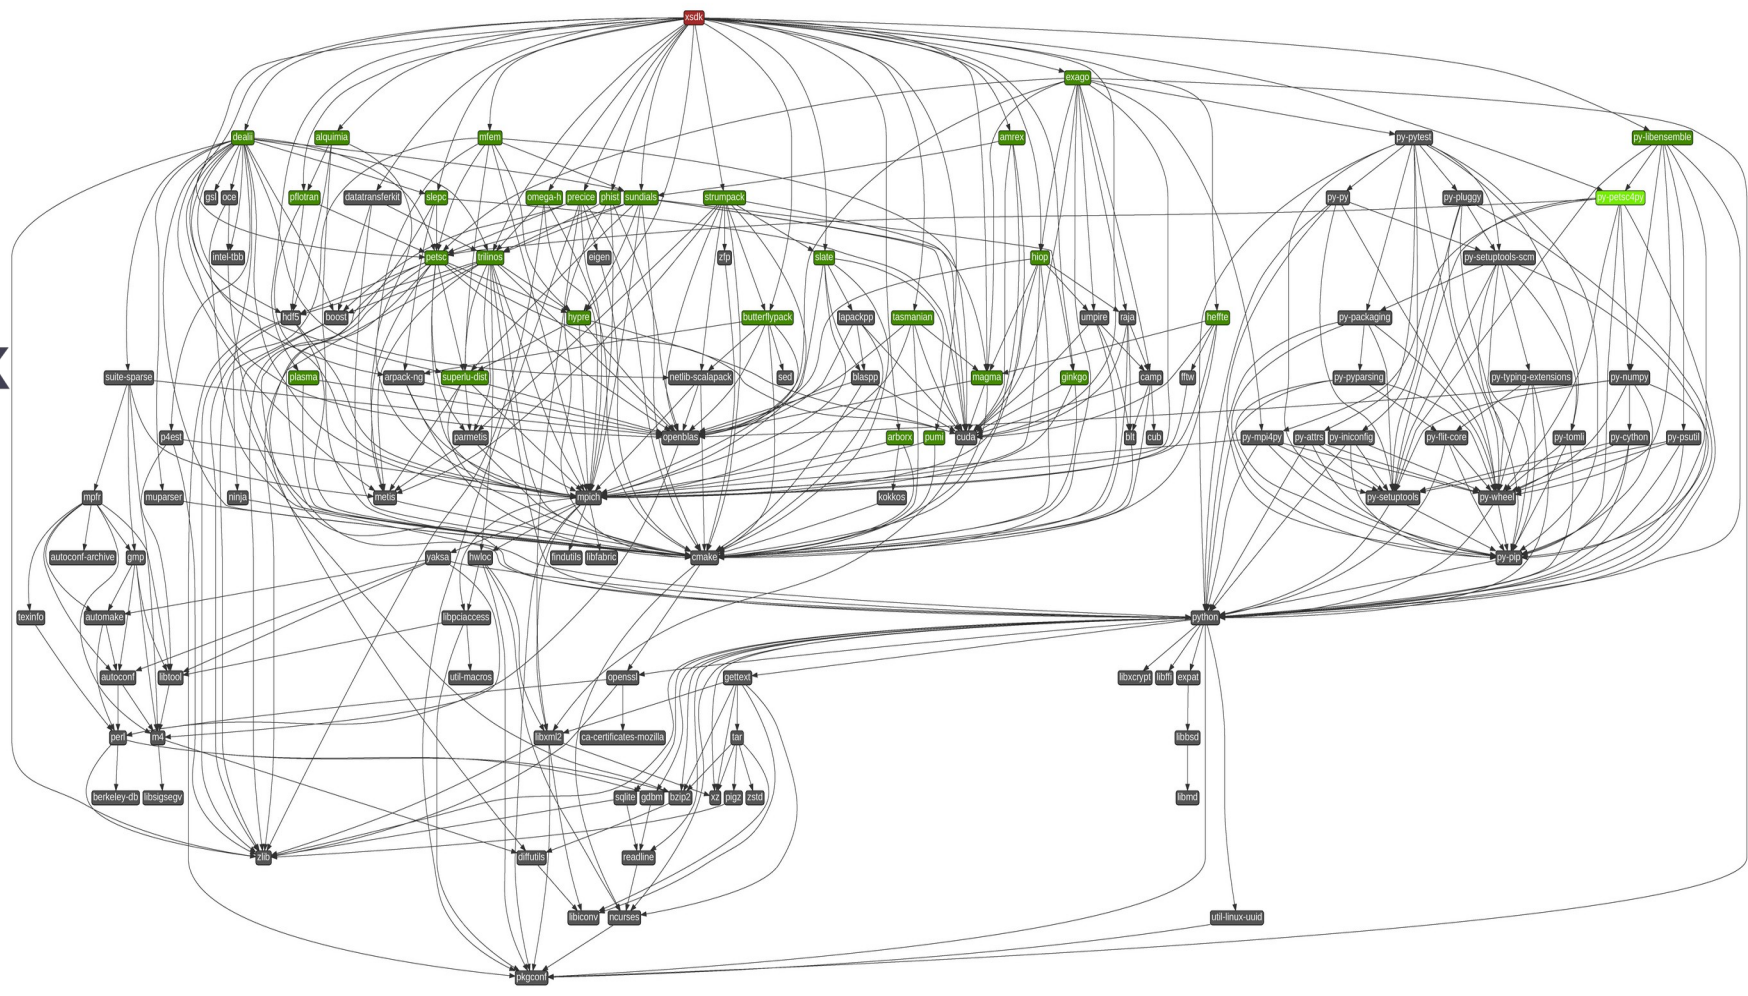 xsdk
exago
dealii alquimia mfem amrex py-pytest py-libensemble
gsl oce pflotran datatransferkit slepc omega-h precice phist sundials strumpack py-py py-pluggy py-petsc4py
intel-tbb petsc trilinos eigen zfp slate hiop py-setuptools-scm
hdf5 boost hypre butterflypack lapackpp tasmanian umpire raja heffte py-packaging
suite-sparse plasma arpack-ng superlu-dist netlib-scalapack sed blaspp magma ginkgo camp fftw py-pyparsing py-typing-extensions py-numpy
p4est parmetis openblas arborx pumi cuda blt cub py-mpi4py py-attrs py-iniconfig py-flit-core py-tomli py-cython py-psutil
mpfr muparser ninja metis mpich kokkos py-setuptools py-wheel
autoconf-archive gmp yaksa hwloc findutils libfabric cmake py-pip
texinfo automake libpciaccess python
autoconf libtool util-macros openssl gettext libxcrypt libffi expat
perl m4 libxml2 ca-certificates-mozilla tar libbsd
berkeley-db libsigsegv sqlite gdbm bzip2 xz pigz zstd libmd
zlib diffutils readline
libiconv ncurses util-linux-uuid
pkgconf